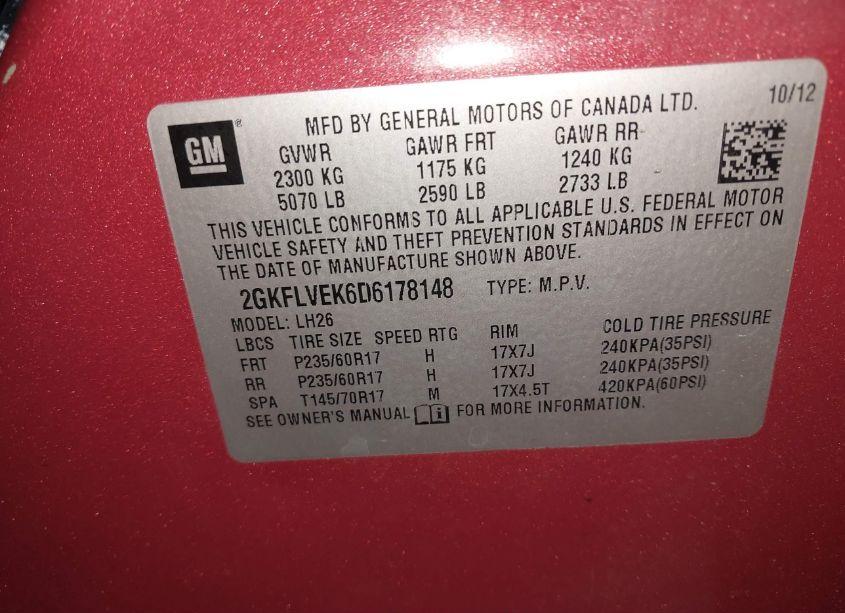 10/12
MFD BY GENERAL MOTORS OF CANADA LTD.
GM®
GVWR GAWR FRT GAWR RR
2300 KG 1175 KG 1240 KG
5070 LB 2590 LB 2733 LB
THIS VEHICLE CONFORMS TO ALL APPLICABLE U.S. FEDERAL MOTOR
VEHICLE SAFETY AND THEFT PREVENTION STANDARDS IN EFFECT ON
THE DATE OF MANUFACTURE SHOWN ABOVE.
2GKFLVEK6D6178148 TYPE: M.P.V.
MODEL: LH26
LBCS TIRE SIZE SPEED RTG RIM COLD TIRE PRESSURE
FRT P235/60R17 H 17X7J 240KPA(35PSI)
RR P235/60R17 H 17X7J 240KPA(35PSI)
SPA T145/70R17 M 17X4.5T 420KPA(60PSI)
SEE OWNER'S MANUAL i FOR MORE INFORMATION.